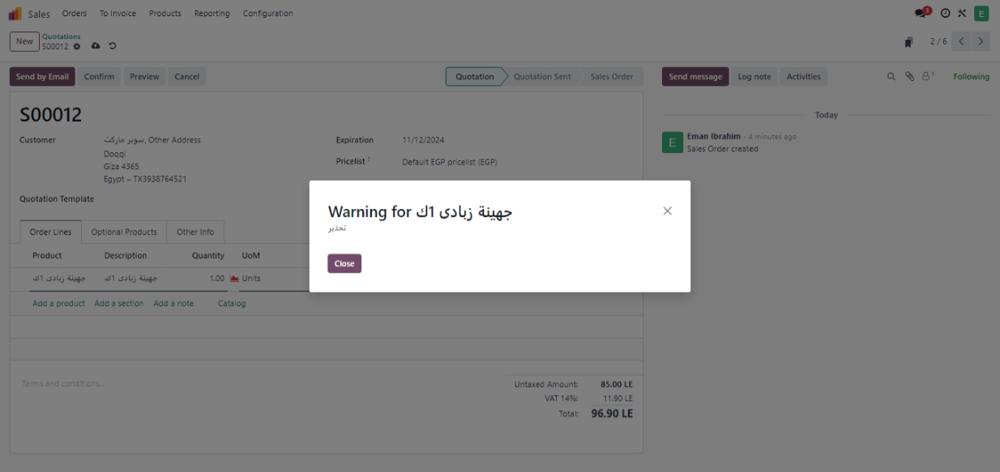 Sales Orders To Invoice Products Reporting Configuration 3 E
New Quotations
S00012 2 / 6
Send by Email Confirm Preview Cancel Quotation Quotation Sent Sales Order Send message Log note Activities 1 Following
S00012
Today
Customer سوبر ماركت, Other Address Expiration 11/12/2024
Eman Ibrahim - 4 minutes ago
E
Sales Order created
Doqqi
Giza 4365
Pricelist ? Default EGP pricelist (EGP)
Egypt – TX3938764521
Quotation Template
Warning for جهينة زبادى 1ك
تحذير
Close
Order Lines Optional Products Other Info
Product Description Quantity UoM
جهينة زبادى 1ك جهينة زبادى 1ك 1.00 Units
Add a product Add a section Add a note Catalog
Terms and conditions...
Untaxed Amount: 85.00 LE
VAT 14%: 11.90 LE
Total: 96.90 LE